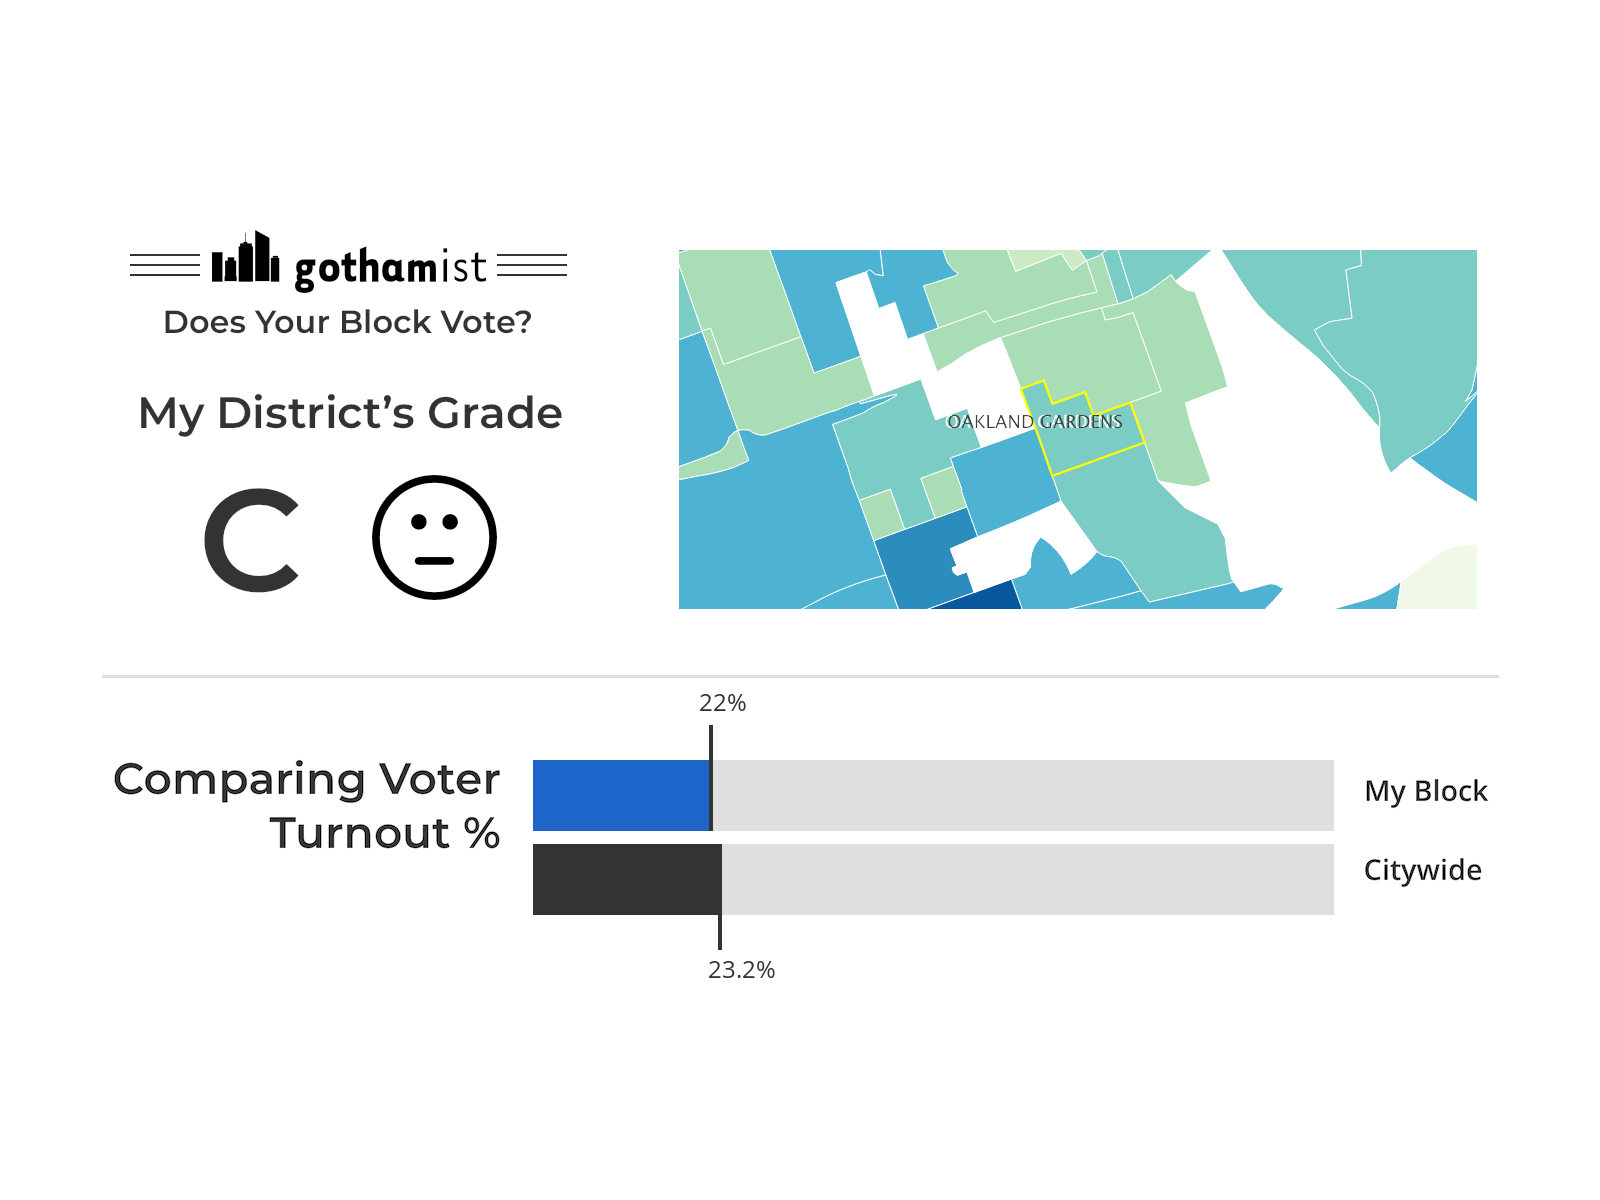 gothamist
Does Your Block Vote?
My District’s Grade
C
OAKLAND GARDENS
22%
Comparing Voter
Turnout %
My Block
Citywide
23.2%